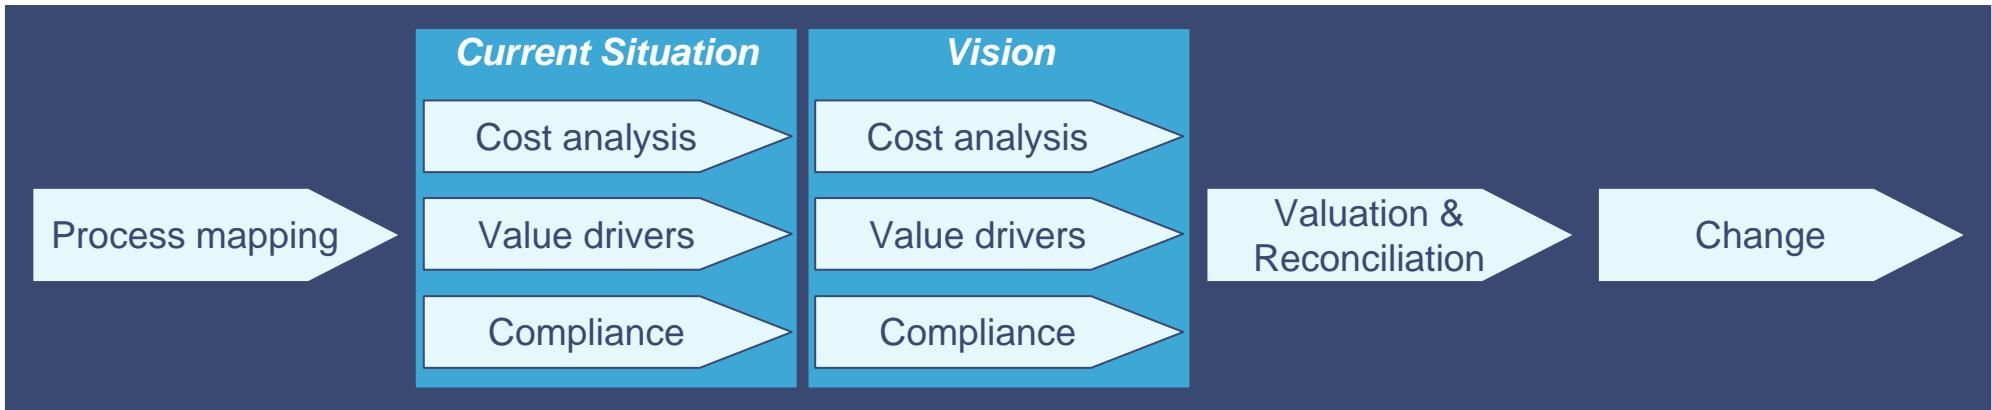 Process mapping
Current Situation
Cost analysis
Value drivers
Compliance
Vision
Cost analysis
Value drivers
Compliance
Valuation &
Reconciliation
Change